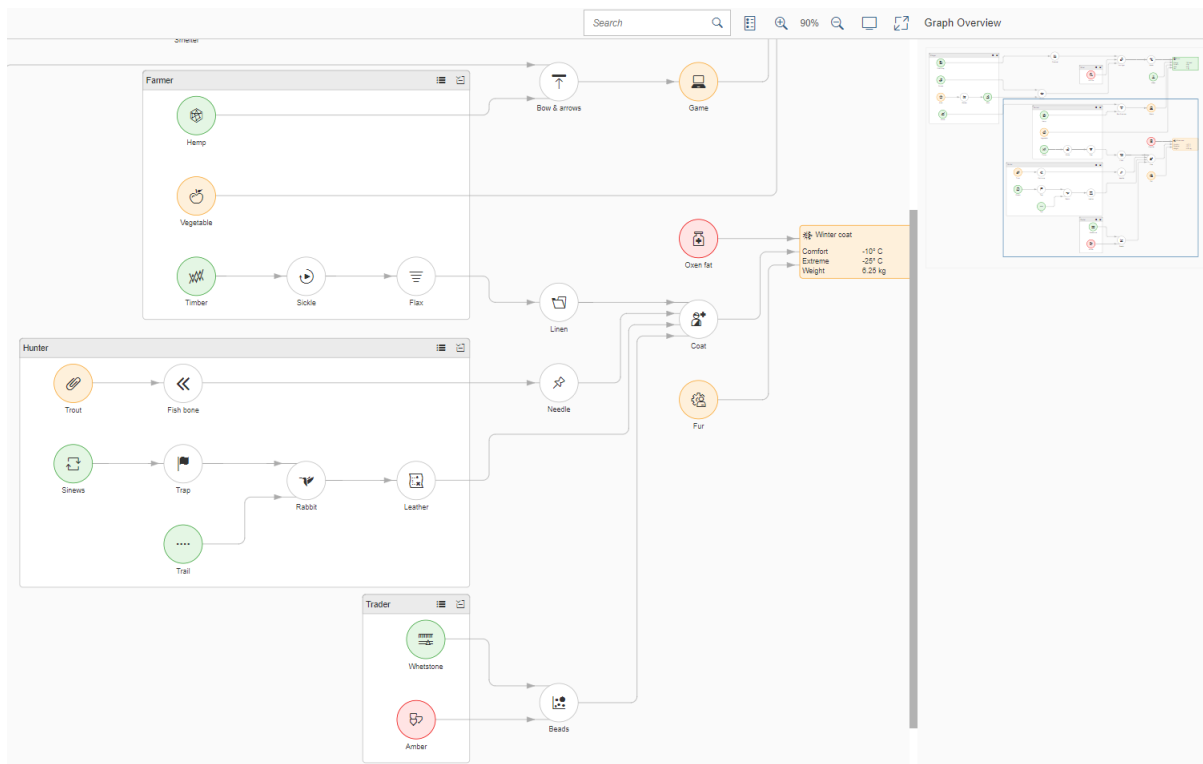 Search
90%
Graph Overview
Smelter
Farmer
Bow & arrows
Game
Hemp
Vegetable
Oxen fat
Winter coat
Comfort -10° C
Extreme -25° C
Weight 6.25 kg
Timber
Sickle
Flax
Linen
Coat
Hunter
Trout
Fish bone
Needle
Fur
Sinews
Trap
Rabbit
Leather
Trail
Trader
Whetstone
Beads
Amber